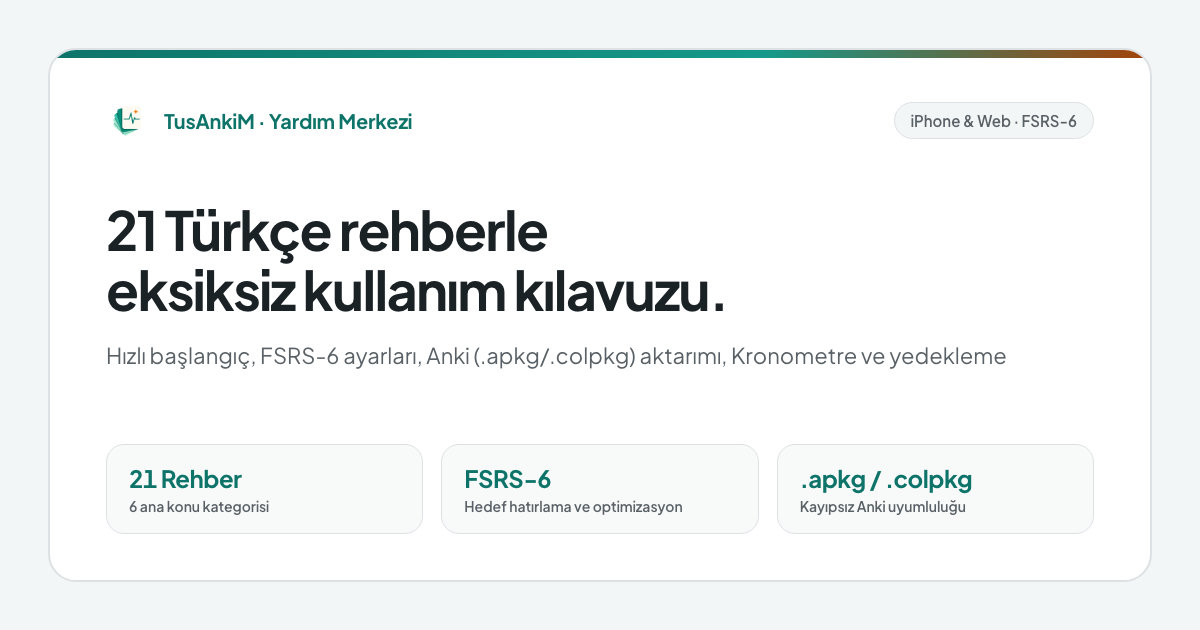 TusAnkiM · Yardım Merkezi
iPhone & Web · FSRS-6
21 Türkçe rehberle
eksiksiz kullanım kılavuzu.
Hızlı başlangıç, FSRS-6 ayarları, Anki (.apkg/.colpkg) aktarımı, Kronometre ve yedekleme
21 Rehber
6 ana konu kategorisi
FSRS-6
Hedef hatırlama ve optimizasyon
.apkg / .colpkg
Kayıpsız Anki uyumluluğu